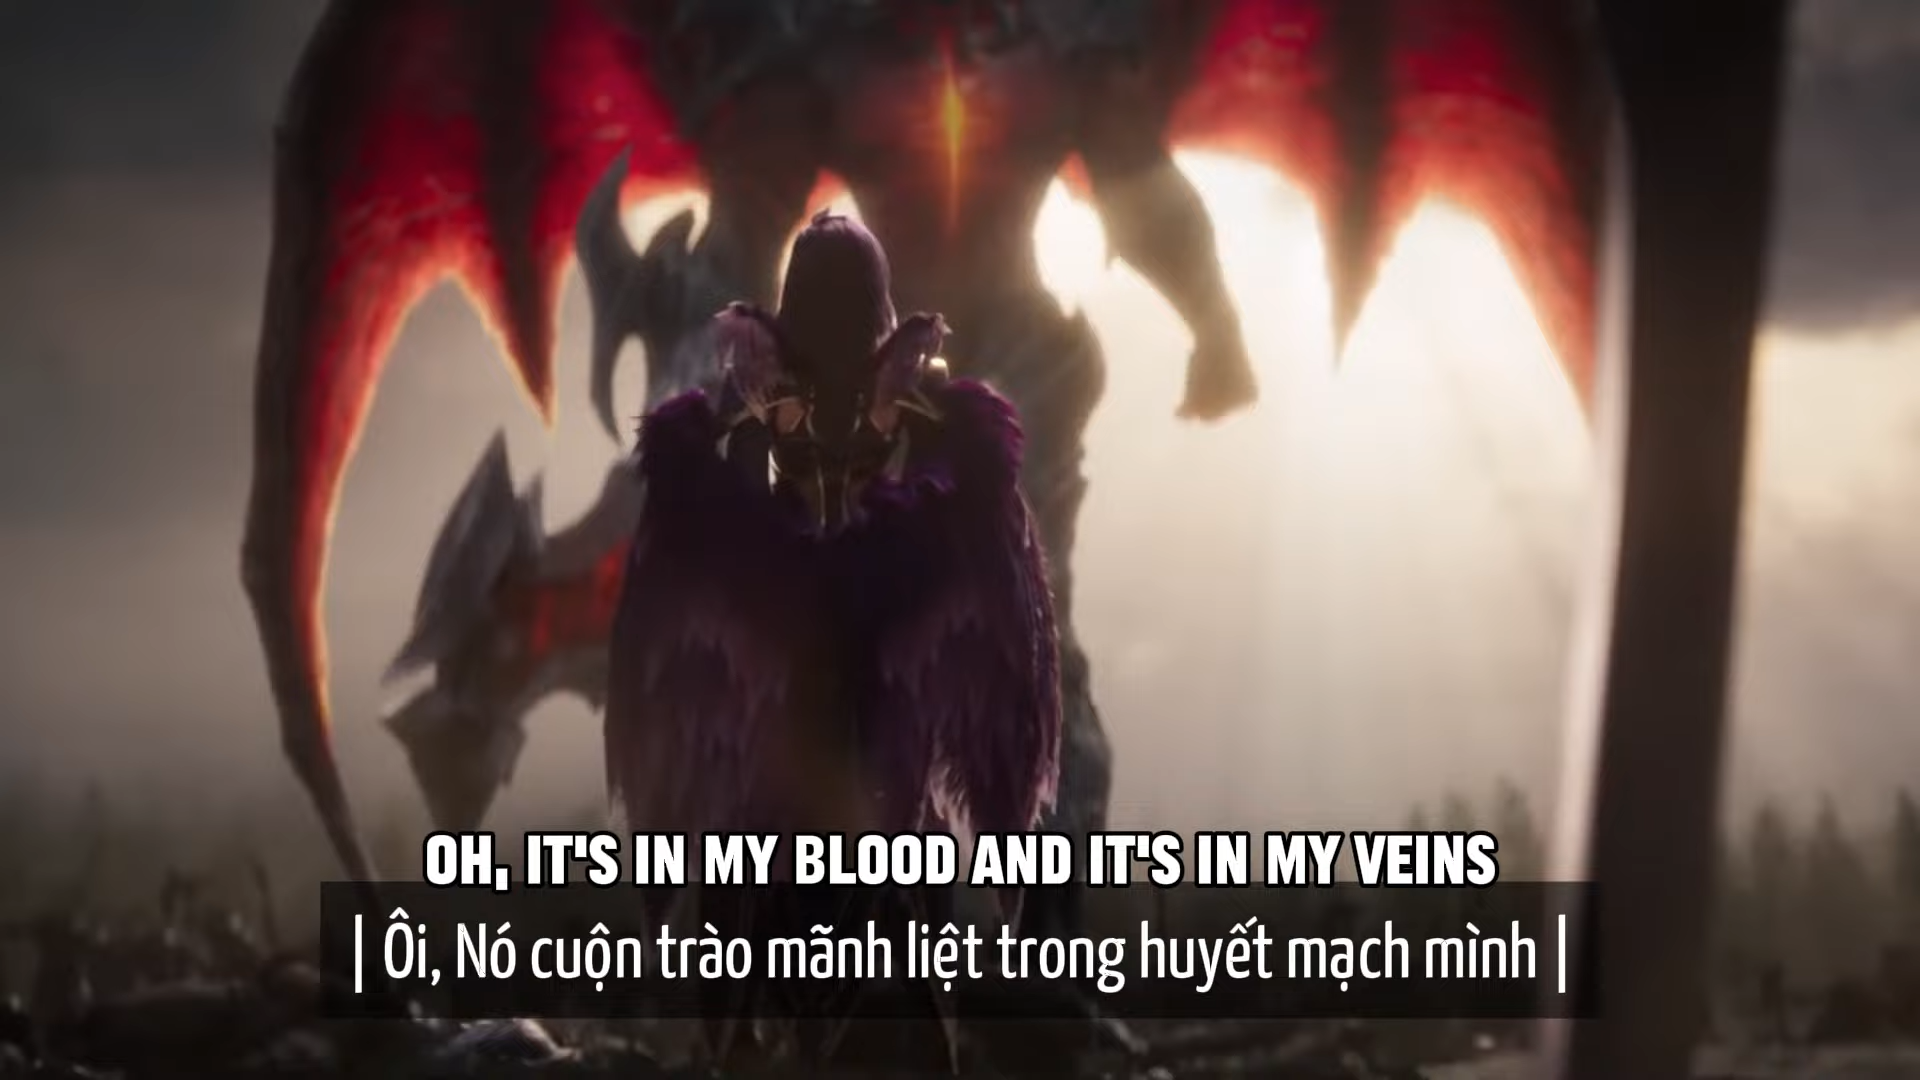 OH, IT'S IN MY BLOOD AND IT'S IN MY VEINS
| Ôi, Nó cuộn trào mãnh liệt trong huyết mạch mình |